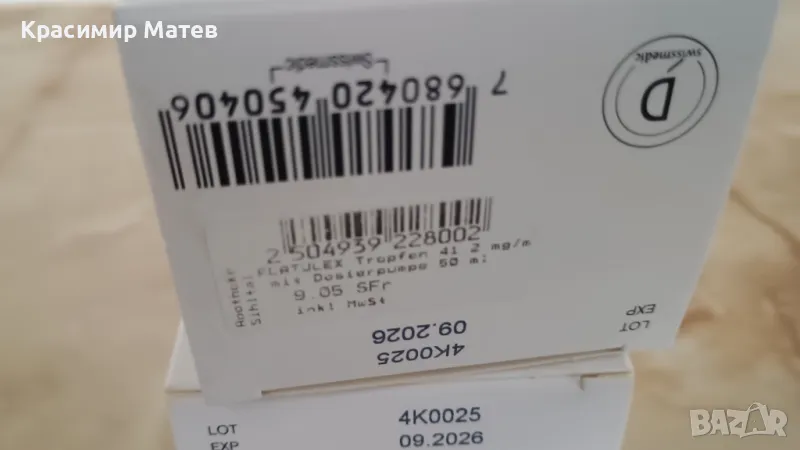 Красимир Матев
swissmedic
D
Swissmedic
7 680420 450406
2 504939 228002
FLATULEX Tropfen 41.2 mg/m
mit Dosierpumpe 50 ml
9.05 SFr
inkl MwSt
Sihltal
LOT
EXP
4K0025
09.2026
LOT
EXP
4K0025
09.2026
BAZAR